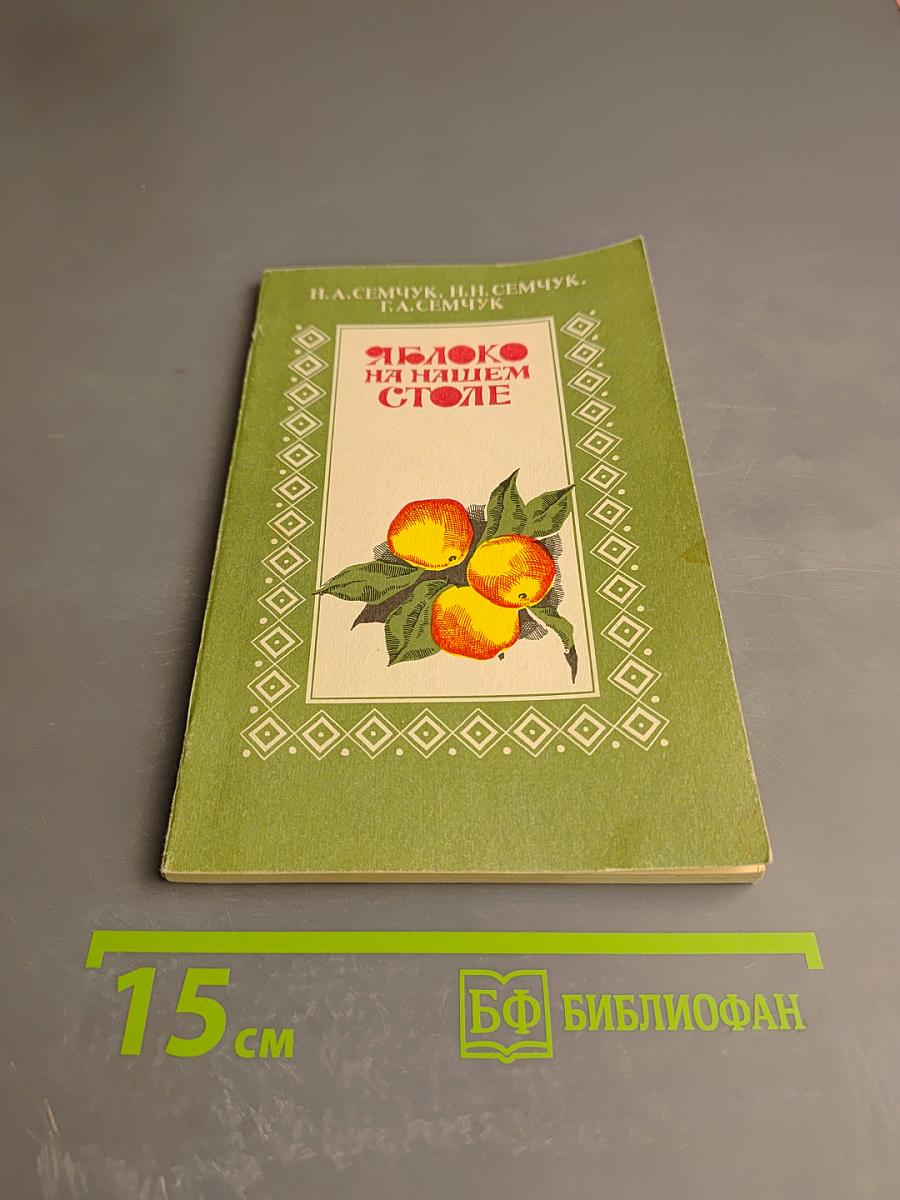 Н.А.СЕМЧУК, Н.Н.СЕМЧУК,
Г.А.СЕМЧУК
ЯБЛОКО
НА НАШЕМ
СТОЛЕ
15 см
БФ БИБЛИОФАН